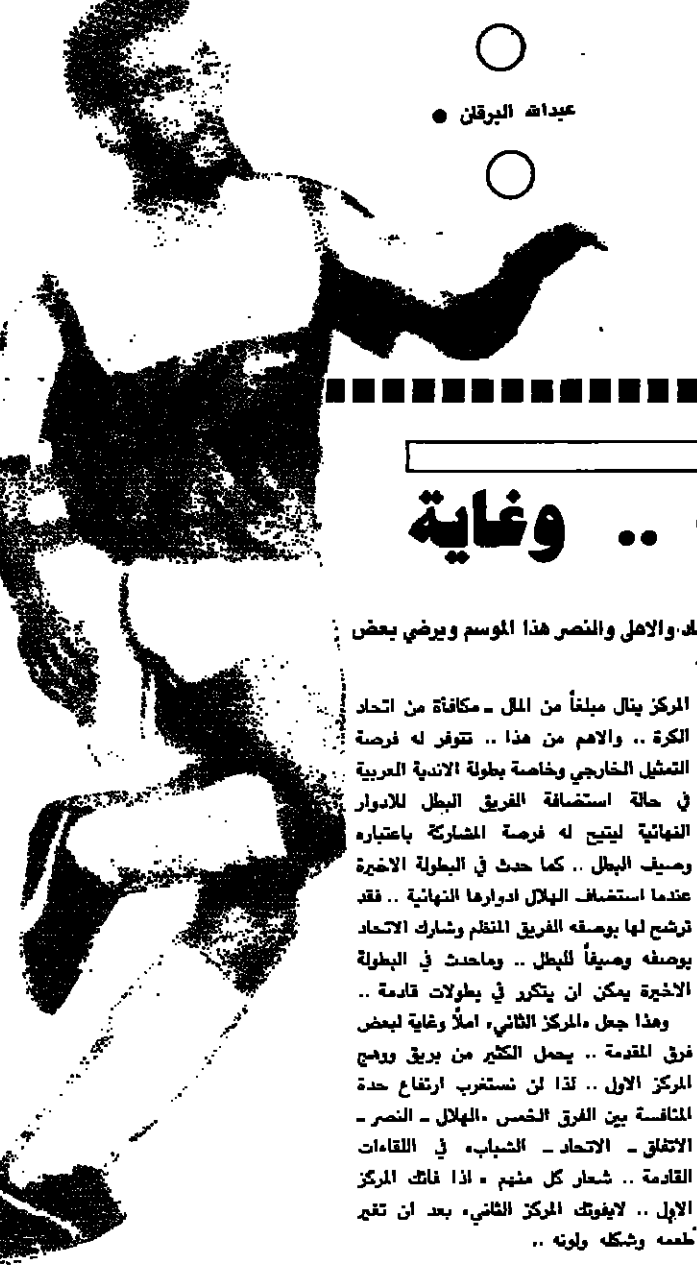 عبدالله البرقان ●
.. وغاية
والاهلي والنصر هذا الموسم ويرضي بعض
المركز ينال مبلغاً من المال ـ مكافأة من اتحاد
الكرة .. والاهم من هذا .. تتوفر له فرصة
التمثيل الخارجي وخاصة بطولة الاندية العربية
في حالة استضافة الفريق البطل للادوار
النهائية ليتيح له فرصة المشاركة باعتباره
وصيف البطل .. كما حدث في البطولة الاخيرة
عندما استضاف الهلال ادوارها النهائية .. فقد
ترشح لها بوصفه الفريق المنظم وشارك الاتحاد
بوصفه وصيفاً للبطل .. وماحدث في البطولة
الاخيرة يمكن ان يتكرر في بطولات قادمة ..
وهذا جعل «المركز الثاني» املاً وغاية لبعض
فرق المقدمة .. يحمل الكثير من بريق ووهج
المركز الاول .. لذا لن نستغرب ارتفاع حدة
المنافسة بين الفرق الخمس «الهلال ـ النصر ـ
الاتفاق ـ الاتحاد ـ الشباب» في اللقاءات
القادمة .. شعار كل منهم « اذا فاتك المركز
الاول .. لايفوتك المركز الثاني» بعد ان تغير
طعمه وشكله ولونه ..